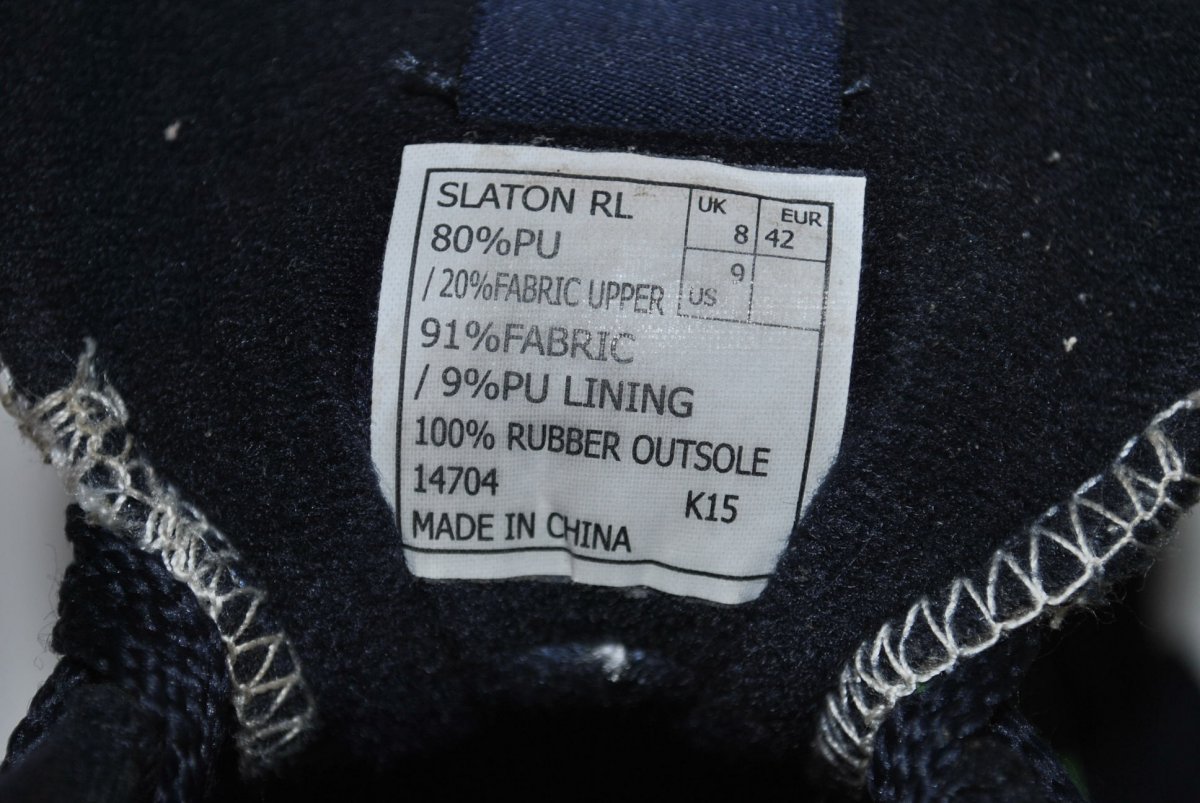 SLATON RL
80%PU
/ 20%FABRIC UPPER
91%FABRIC
/ 9%PU LINING
100% RUBBER OUTSOLE
14704 K15
MADE IN CHINA
UK 8
EUR 42
US 9